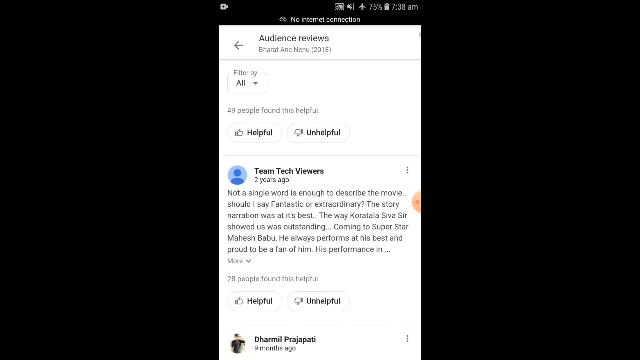 75% 7:38 am
No internet connection
Audience reviews
Bharat Ane Nenu (2018)
Filter by
All
49 people found this helpful.
Helpful Unhelpful
Team Tech Viewers
2 years ago
Not a single word is enough to describe the movie..
should I say Fantastic or extraordinary? The story
narration was at it's best.. The way Koratala Siva Sir
showed us was outstanding... Coming to Super Star
Mahesh Babu, He always performs at his best and
proud to be a fan of him. His performance in ...
More
28 people found this helpful.
Helpful Unhelpful
Dharmil Prajapati
9 months ago